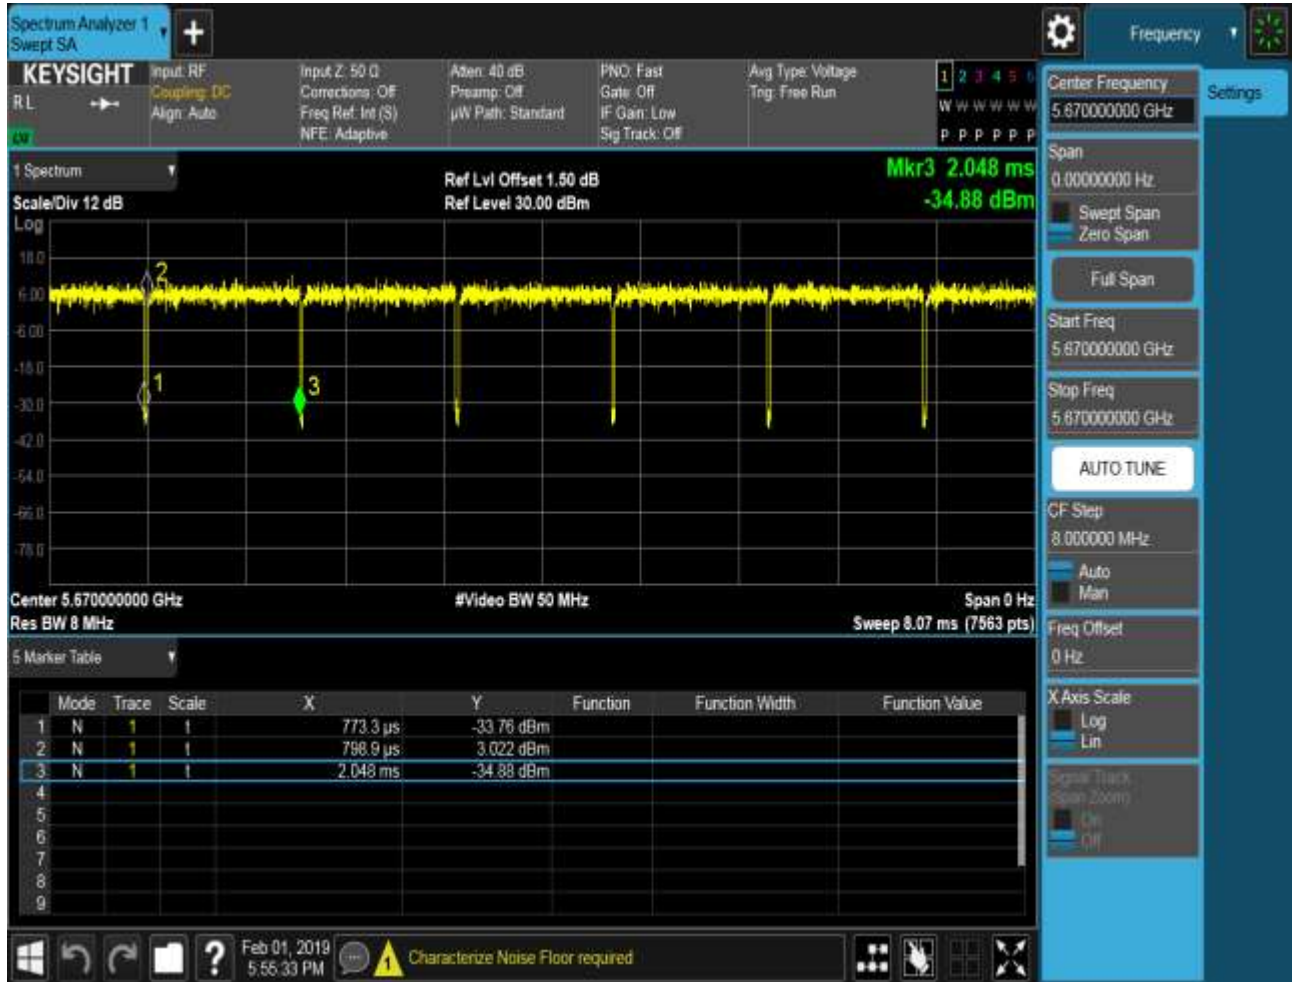 Spectrum Analyzer 1
Swept SA
+
Frequency
KEYSIGHT
R L
Input: RF
Coupling: DC
Align: Auto
Input Z: 50 Ω
Corrections: Off
Freq Ref: Int (S)
NFE: Adaptive
Atten: 40 dB
Preamp: Off
µW Path: Standard
PNO: Fast
Gate: Off
IF Gain: Low
Sig Track: Off
Avg Type: Voltage
Trig: Free Run
1 2 3 4 5 6
W W W W W W
P P P P P P
1 Spectrum
Scale/Div 12 dB
Log
Ref Lvl Offset 1.50 dB
Ref Level 30.00 dBm
Mkr3 2.048 ms
-34.88 dBm
18.0
6.00
-6.00
-18.0
-30.0
-42.0
-54.0
-66.0
-78.0
2
1
3
Center 5.670000000 GHz
Res BW 8 MHz
#Video BW 50 MHz
Span 0 Hz
Sweep 8.07 ms (7563 pts)
5 Marker Table
Mode Trace Scale X Y Function Function Width Function Value
1 N 1 t 773.3 µs -33.76 dBm
2 N 1 t 798.9 µs 3.022 dBm
3 N 1 t 2.048 ms -34.88 dBm
4
5
6
7
8
9
Feb 01, 2019
5:55:33 PM
1
Characterize Noise Floor required
?
Center Frequency
5.670000000 GHz
Settings
Span
0.00000000 Hz
Swept Span
Zero Span
Full Span
Start Freq
5.670000000 GHz
Stop Freq
5.670000000 GHz
AUTO TUNE
CF Step
8.000000 MHz
Auto
Man
Freq Offset
0 Hz
X Axis Scale
Log
Lin
Signal Track
(Span Zoom)
On
Off